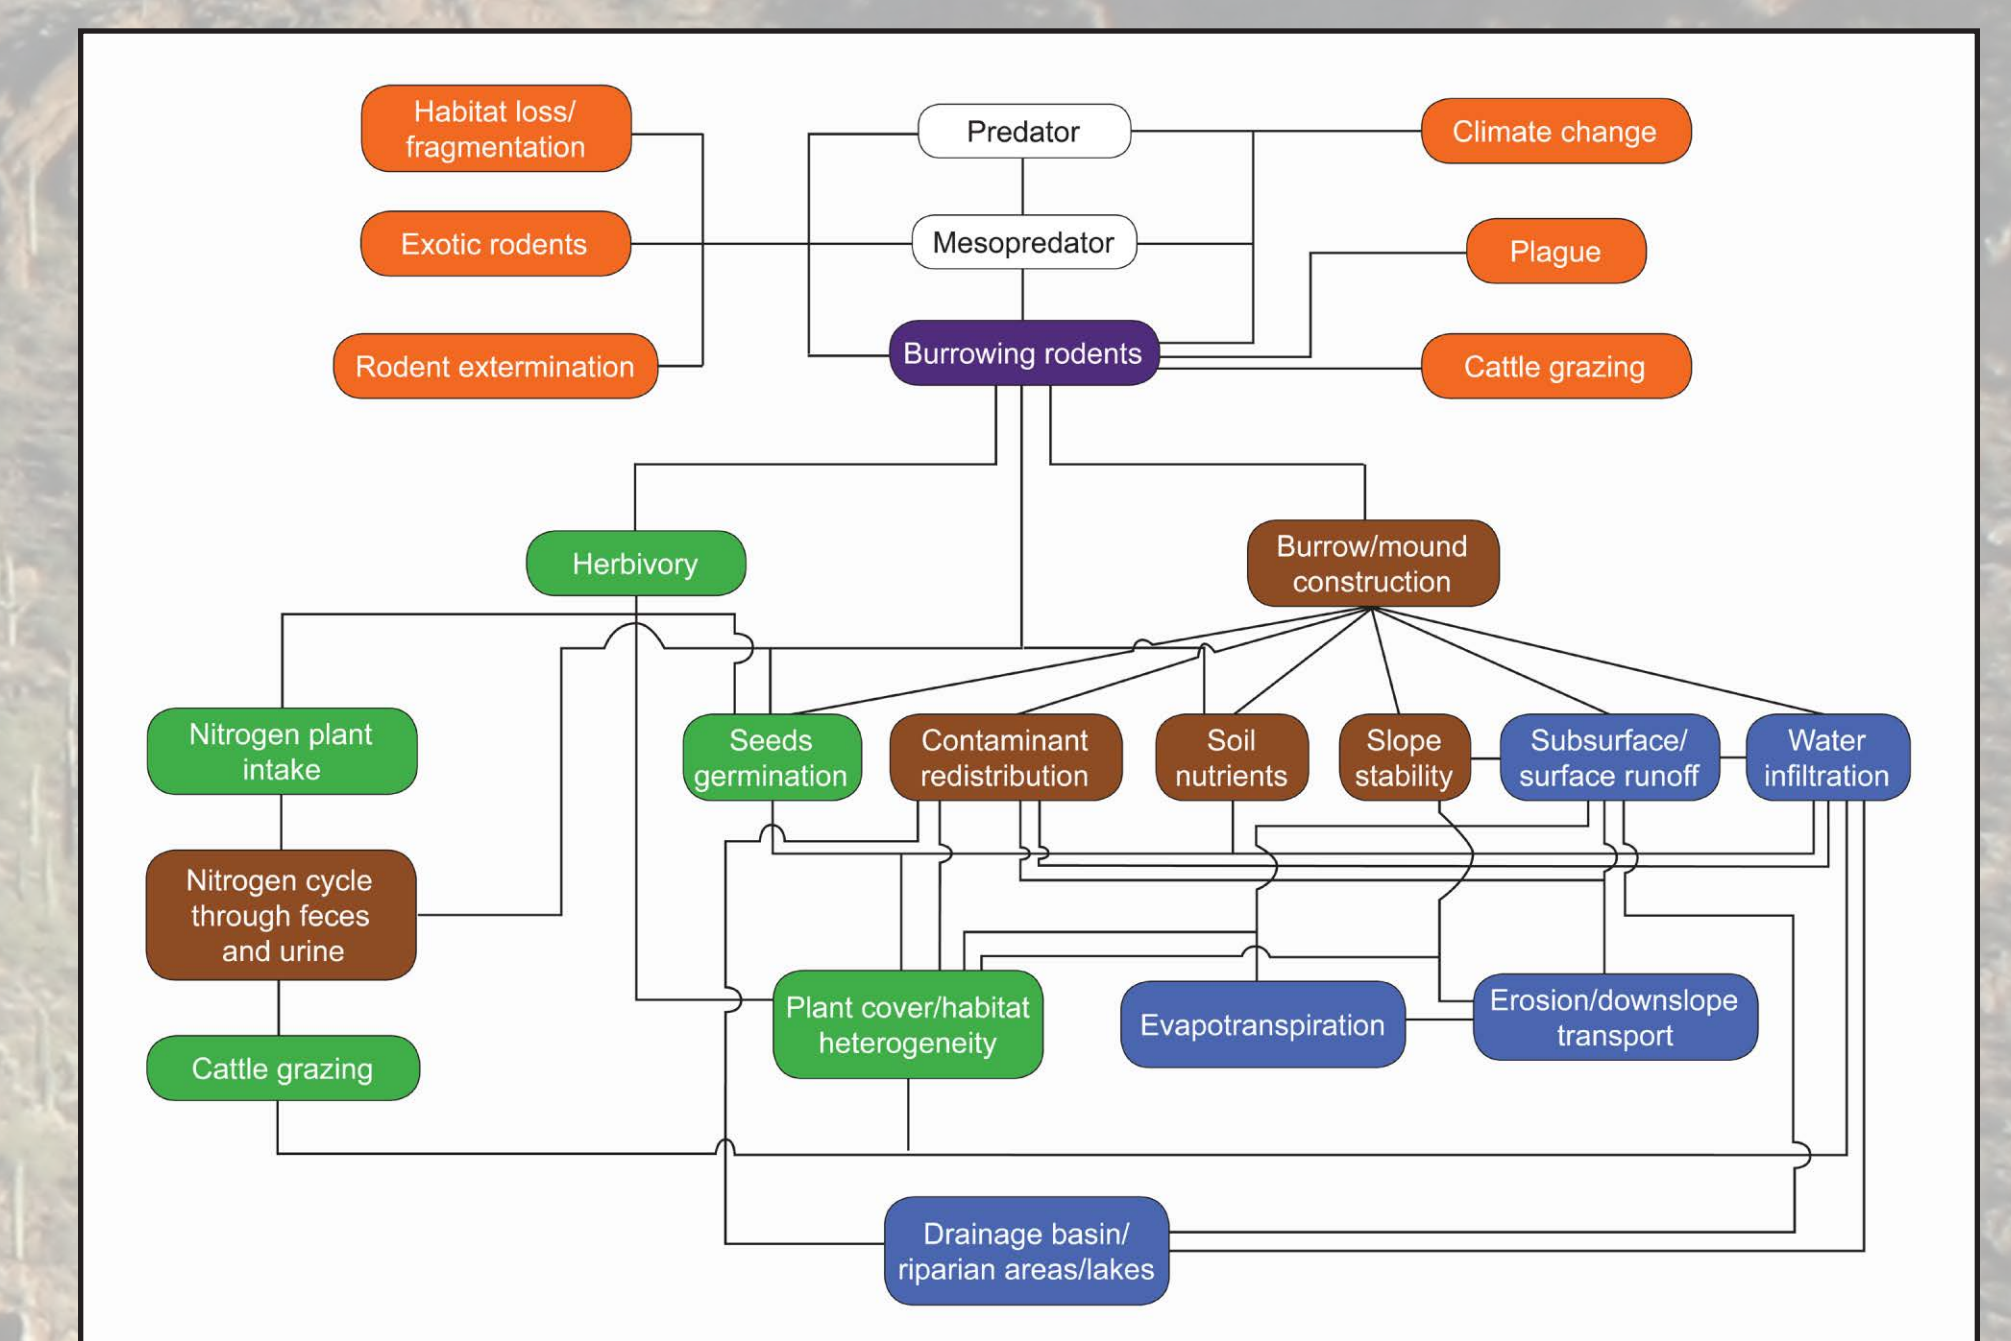 Habitat loss/
fragmentation
Predator
Climate change
Exotic rodents
Mesopredator
Plague
Rodent extermination
Burrowing rodents
Cattle grazing
Herbivory
Burrow/mound
construction
Nitrogen plant
intake
Seeds
germination
Contaminant
redistribution
Soil
nutrients
Slope
stability
Subsurface/
surface runoff
Water
infiltration
Nitrogen cycle
through feces
and urine
Plant cover/habitat
heterogeneity
Evapotranspiration
Erosion/downslope
transport
Cattle grazing
Drainage basin/
riparian areas/lakes